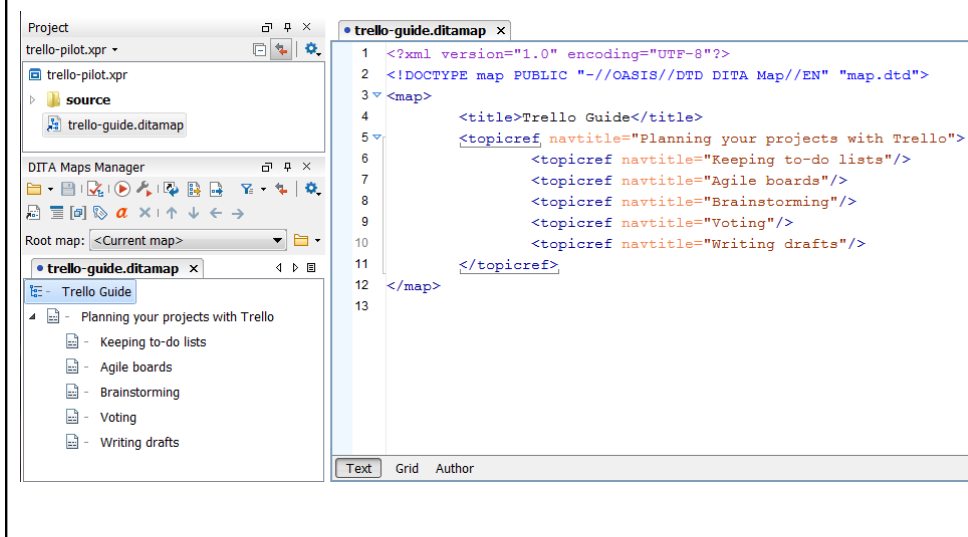 Project
trello-pilot.xpr
trello-pilot.xpr
source
trello-guide.ditamap
DITA Maps Manager
Root map: <Current map>
trello-guide.ditamap
Trello Guide
Planning your projects with Trello
Keeping to-do lists
Agile boards
Brainstorming
Voting
Writing drafts
trello-guide.ditamap
1 <?xml version="1.0" encoding="UTF-8"?>
2 <!DOCTYPE map PUBLIC "-//OASIS//DTD DITA Map//EN" "map.dtd">
3 <map>
4 <title>Trello Guide</title>
5 <topicref navtitle="Planning your projects with Trello">
6 <topicref navtitle="Keeping to-do lists"/>
7 <topicref navtitle="Agile boards"/>
8 <topicref navtitle="Brainstorming"/>
9 <topicref navtitle="Voting"/>
10 <topicref navtitle="Writing drafts"/>
11 </topicref>
12 </map>
13
Text Grid Author